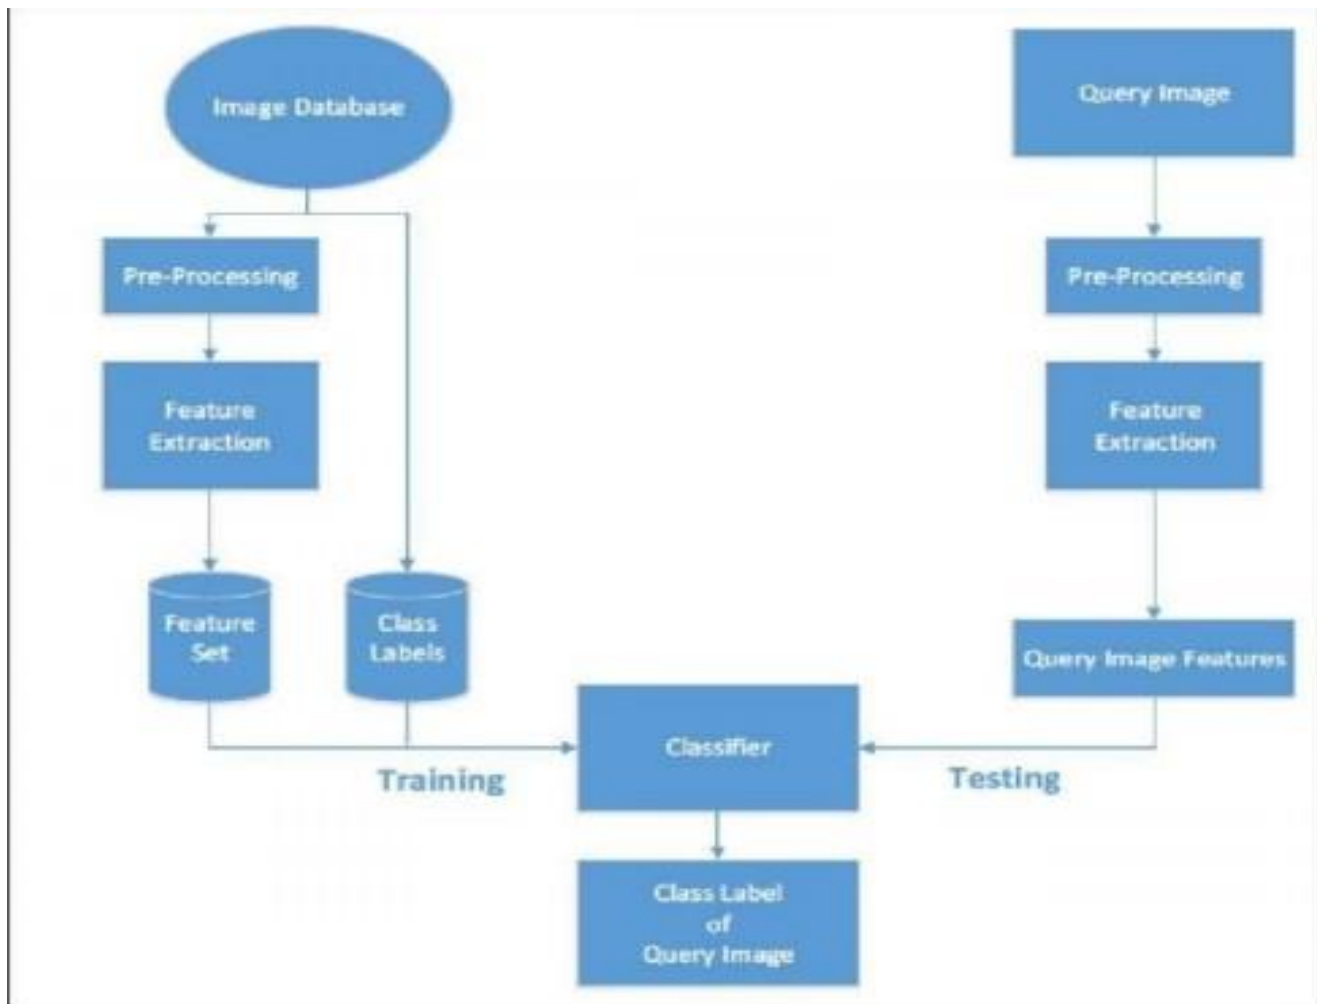 Image Database
Query Image
Pre-Processing
Pre-Processing
Feature
Extraction
Feature
Extraction
Feature
Set
Class
Labels
Query Image Features
Classifier
Training
Testing
Class Label
of
Query Image